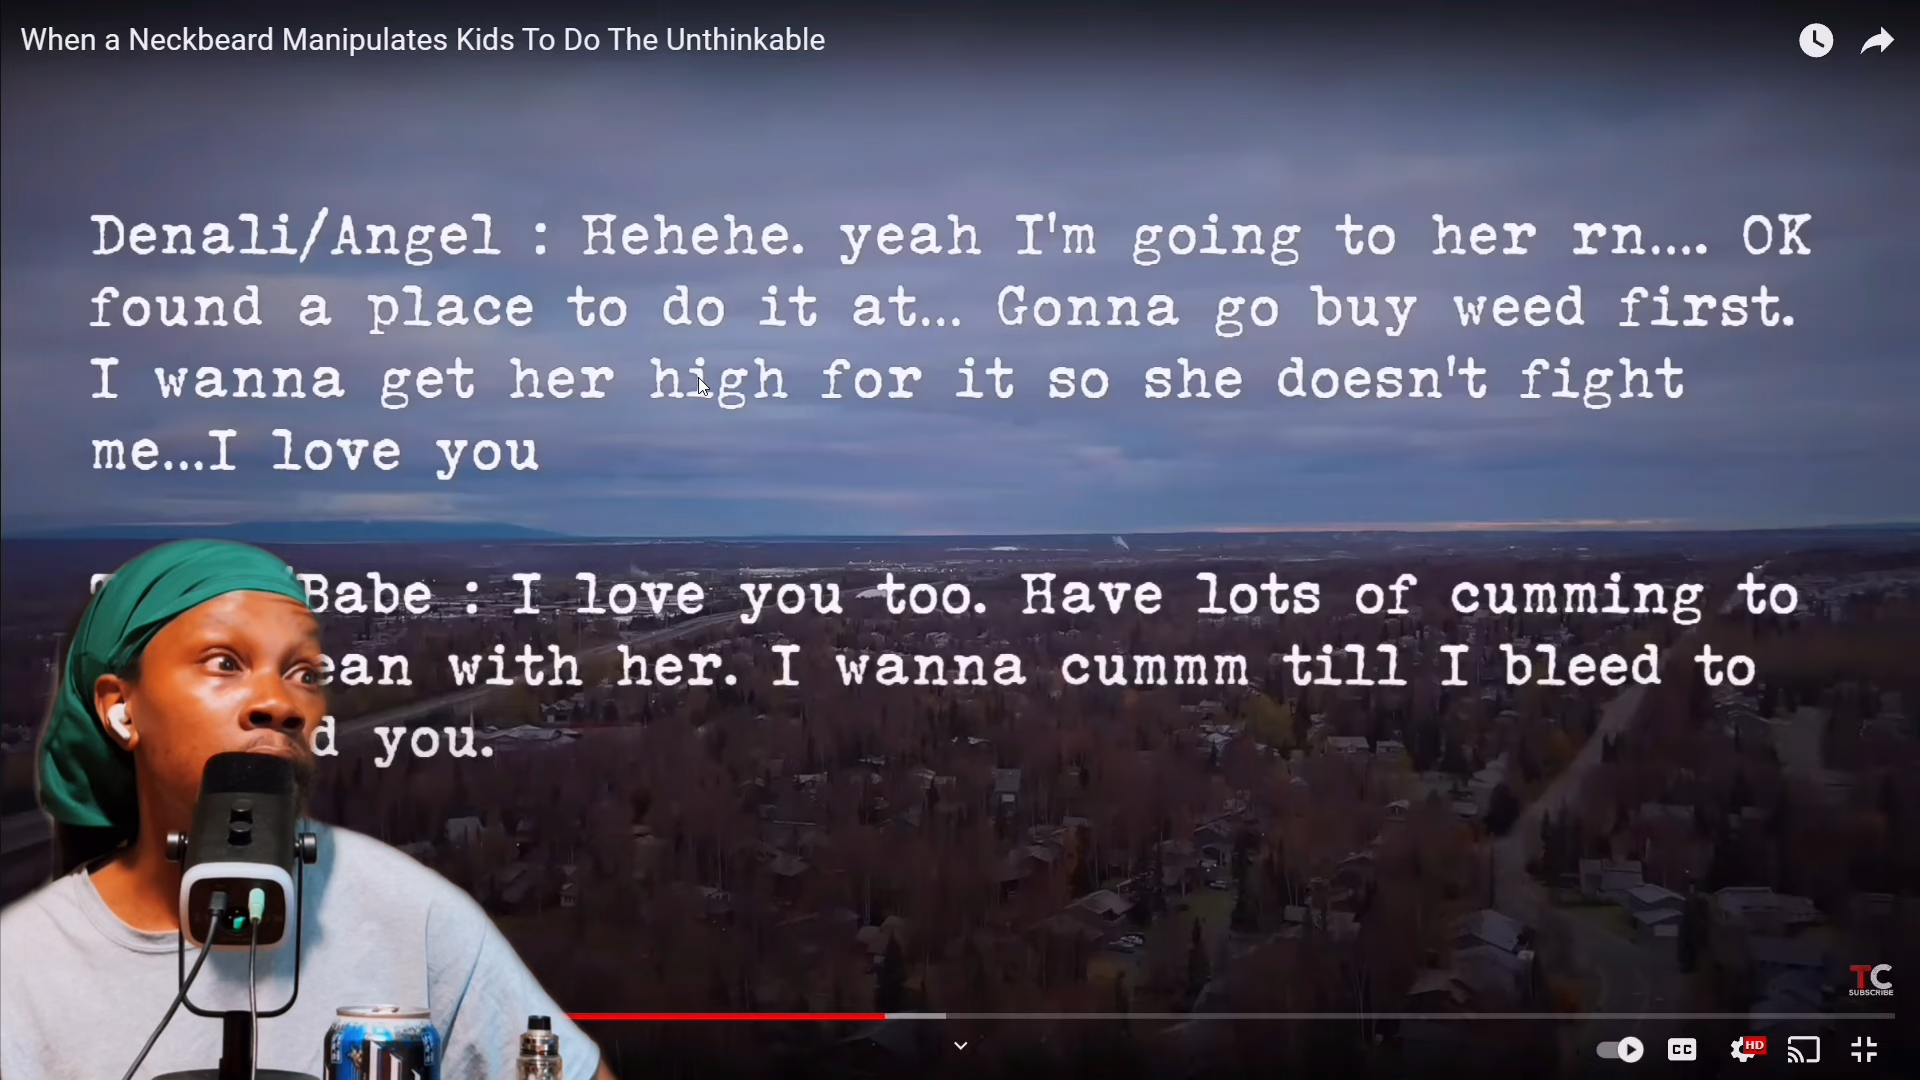 When a Neckbeard Manipulates Kids To Do The Unthinkable
Denali/Angel : Hehehe. yeah I'm going to her rn.... OK
found a place to do it at... Gonna go buy weed first.
I wanna get her high for it so she doesn't fight
me...I love you
Babe : I love you too. Have lots of cumming to
with her. I wanna cummm till I bleed to
you.
TC
SUBSCRIBE
CC
HD